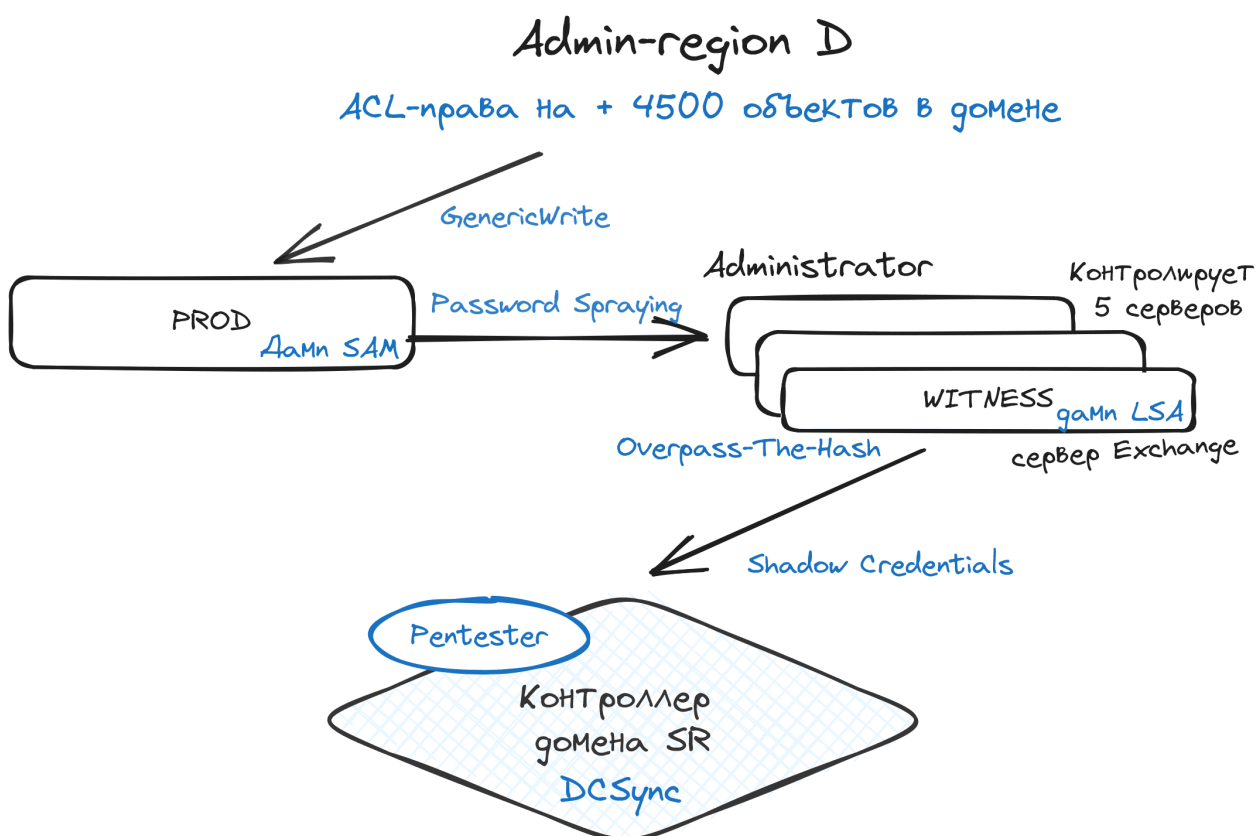 Admin-region D
ACL-права на + 4500 объектов в домене
GenericWrite
Administrator
Контролирует
5 серверов
Password Spraying
PROD
Дамп SAM
WITNESS
дамп LSA
Overpass-The-Hash
сервер Exchange
Shadow Credentials
Pentester
Контроллер
домена SR
DCSync